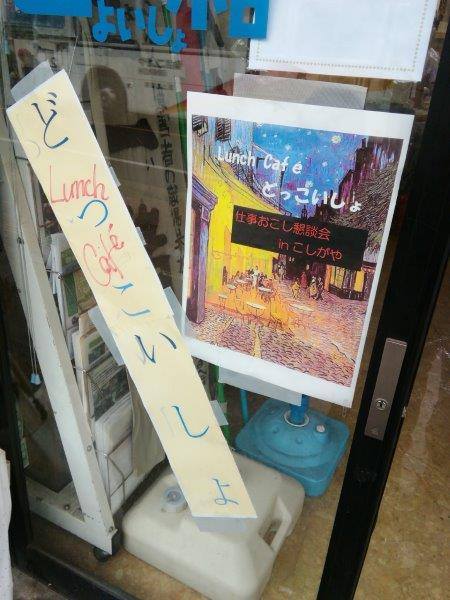 よいしょ
どっこいしょ
Lunch
Café
Lunch Café
どっこいしょ
仕事おこし懇談会
in こしがや